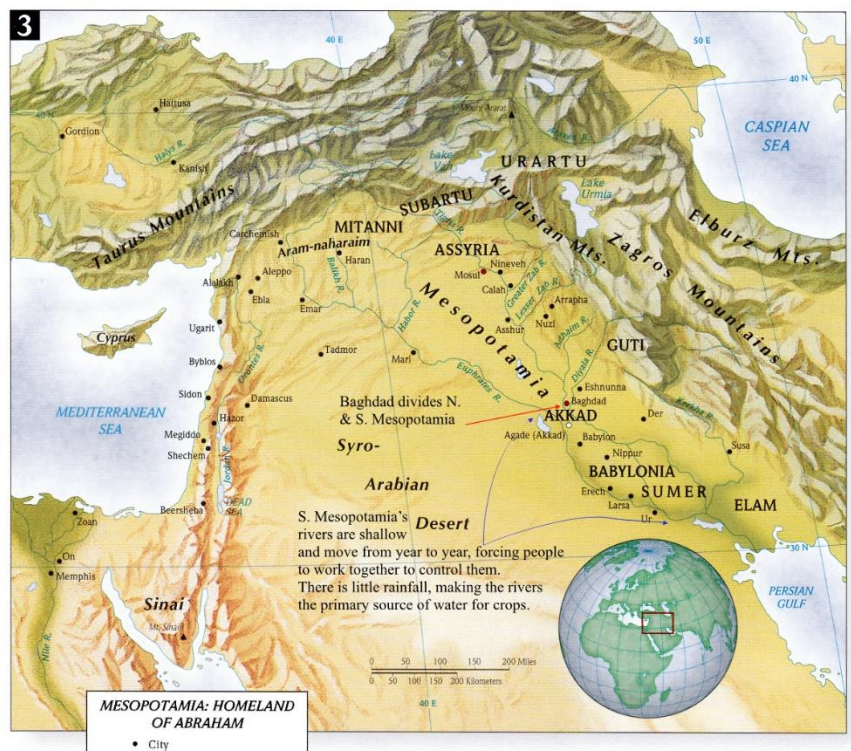 3
40 E
50 E
40 N
40 N
Hattusa
Mount Ararat
Araxes R.
Gordion
CASPIAN
SEA
Halys R.
Kanish
Lake
Van
URARTU
Lake
Urmia
Taurus Mountains
SUBARTU
Kurdistan Mts.
Elburz Mts.
Zagros Mountains
MITANNI
Tigris R.
Carchemish
Aram-naharaim
Haran
ASSYRIA
Nineveh
Mosul
Calah
Greater Zab R.
Lesser Zab R.
Aleppo
Alalakh
Balikh R.
Ebla
Emar
Habor R.
Mesopotamia
Arrapha
Nuzi
Asshur
Ugarit
Cyprus
Orontes R.
Adhaim R.
GUTI
Tadmor
Mari
Byblos
Euphrates R.
Diyala R.
Eshnunna
Sidon
Damascus
Baghdad divides N.
& S. Mesopotamia
Baghdad
Kerkha R.
MEDITERRANEAN
SEA
Hazor
AKKAD
Der
Agade (Akkad)
Megiddo
Shechem
Jordan R.
Syro-
Arabian
Desert
Babylon
Nippur
Susa
BABYLONIA
Erech
SUMER
Larsa
ELAM
Ur
Beersheba
DEAD
SEA
Zoan
S. Mesopotamia's
rivers are shallow
and move from year to year, forcing people
to work together to control them.
There is little rainfall, making the rivers
the primary source of water for crops.
30 N
On
Memphis
Sinai
Mt. Sinai
Nile R.
PERSIAN
GULF
0 50 100 150 200 Miles
0 50 100 150 200 Kilometers
40 E
MESOPOTAMIA: HOMELAND
OF ABRAHAM
• City